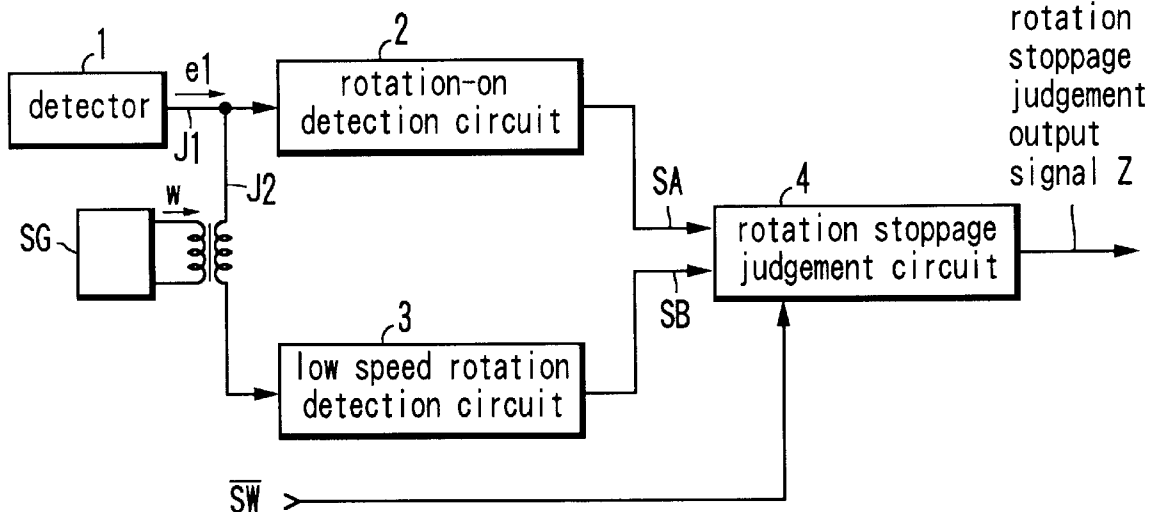 1
detector
e1
J1
2
rotation-on
detection circuit
rotation
stoppage
judgement
output
signal Z
SG
w
J2
SA
4
rotation stoppage
judgement circuit
SB
3
low speed rotation
detection circuit
S̅W̅